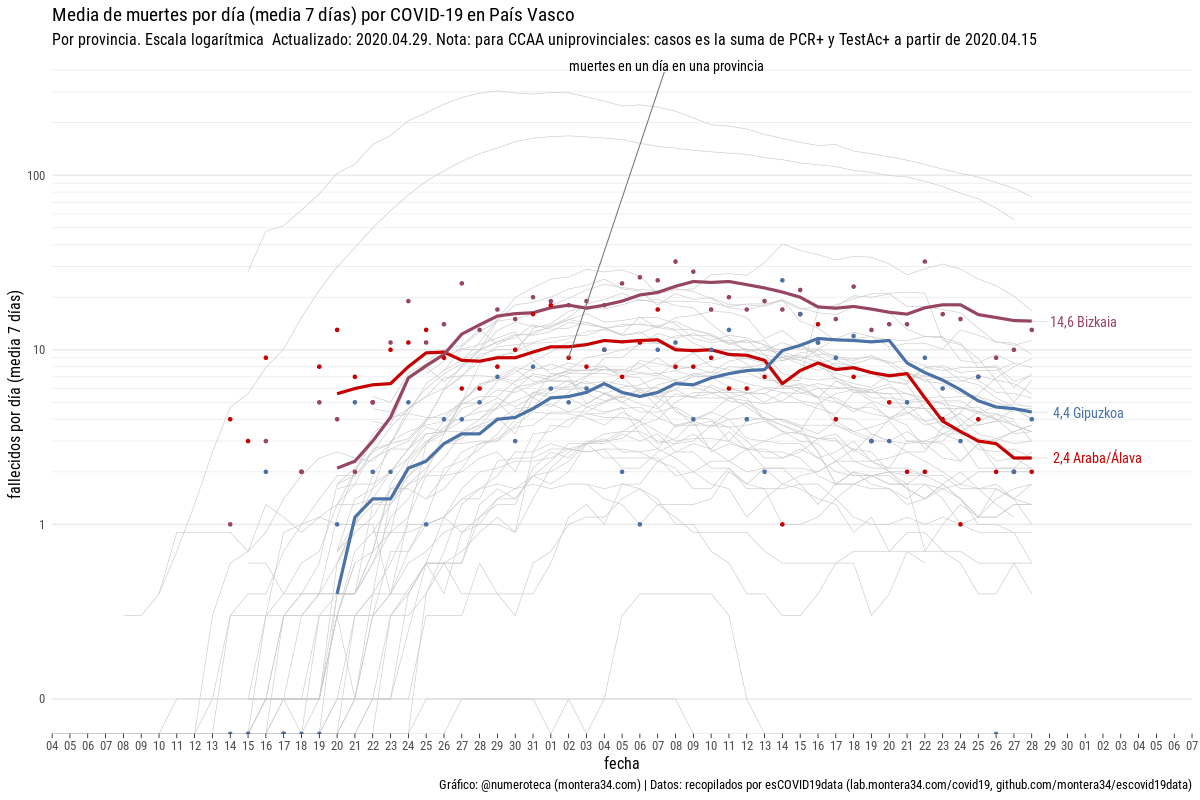 Media de muertes por día (media 7 días) por COVID-19 en País Vasco
Por provincia. Escala logarítmica  Actualizado: 2020.04.29. Nota: para CCAA uniprovinciales: casos es la suma de PCR+ y TestAc+ a partir de 2020.04.15
muertes en un día en una provincia
fallecidos por día (media 7 días)
100
10
1
0
14,6 Bizkaia
4,4 Gipuzkoa
2,4 Araba/Álava
04 05 06 07 08 09 10 11 12 13 14 15 16 17 18 19 20 21 22 23 24 25 26 27 28 29 30 31 01 02 03 04 05 06 07 08 09 10 11 12 13 14 15 16 17 18 19 20 21 22 23 24 25 26 27 28 29 30 01 02 03 04 05 06 07
fecha
Gráfico: @numeroteca (montera34.com) | Datos: recopilados por esCOVID19data (lab.montera34.com/covid19, github.com/montera34/escovid19data)